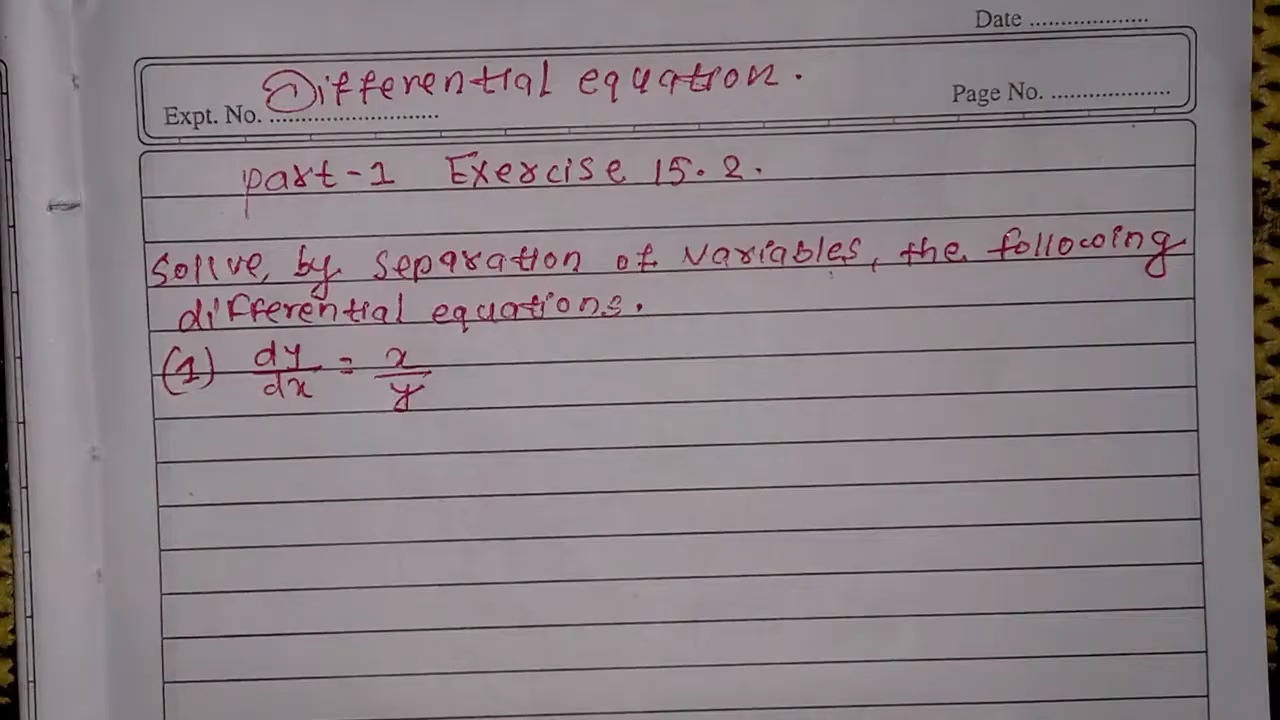 Date ...................
Differential equation.
Expt. No. ...........................
Page No. ...................
part-1 Exercise 15.2.
Solve, by separation of variables, the following
differential equations.
(1) dy/dx = x/y